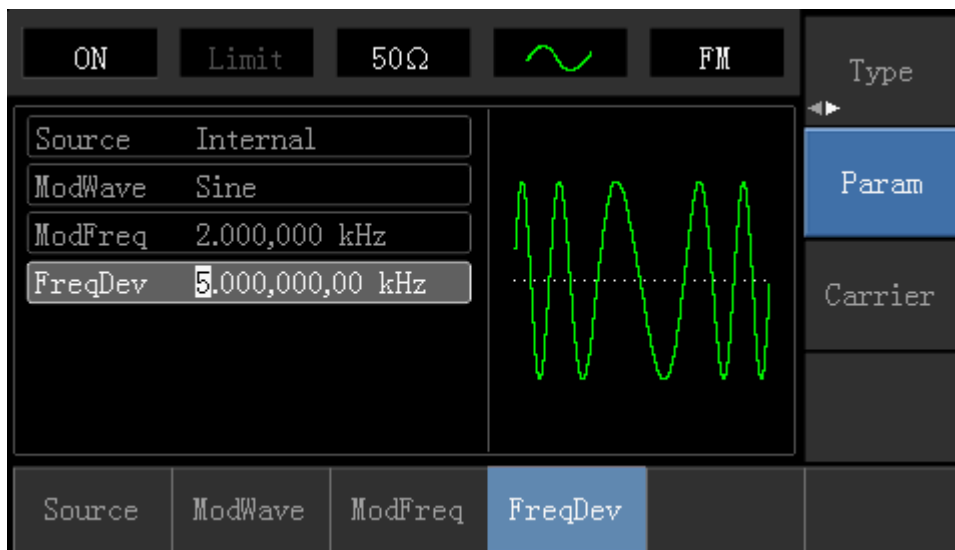 ON Limit 50Ω FM
Type
Source Internal
ModWave Sine
ModFreq 2.000,000 kHz
FreqDev 5.000,000,00 kHz
Param
Carrier
Source ModWave ModFreq FreqDev